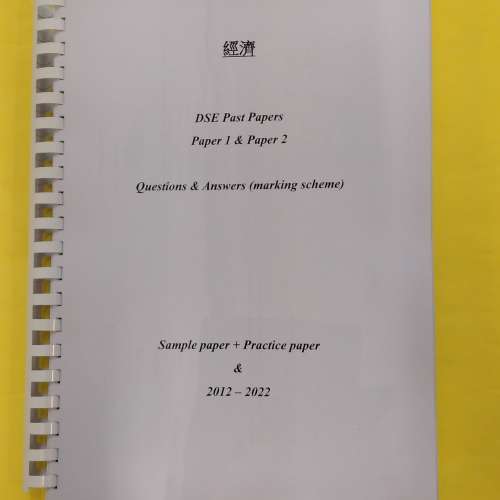 經濟
DSE Past Papers
Paper 1 & Paper 2
Questions & Answers (marking scheme)
Sample paper + Practice paper
&
2012 – 2022